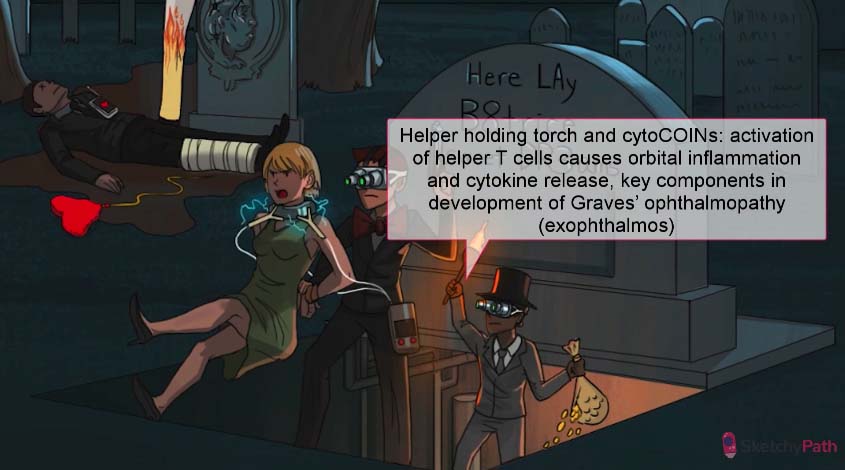 Here LAy
B8trice
Helper holding torch and cytoCOINs: activation
of helper T cells causes orbital inflammation
and cytokine release, key components in
development of Graves' ophthalmopathy
(exophthalmos)
SketchyPath